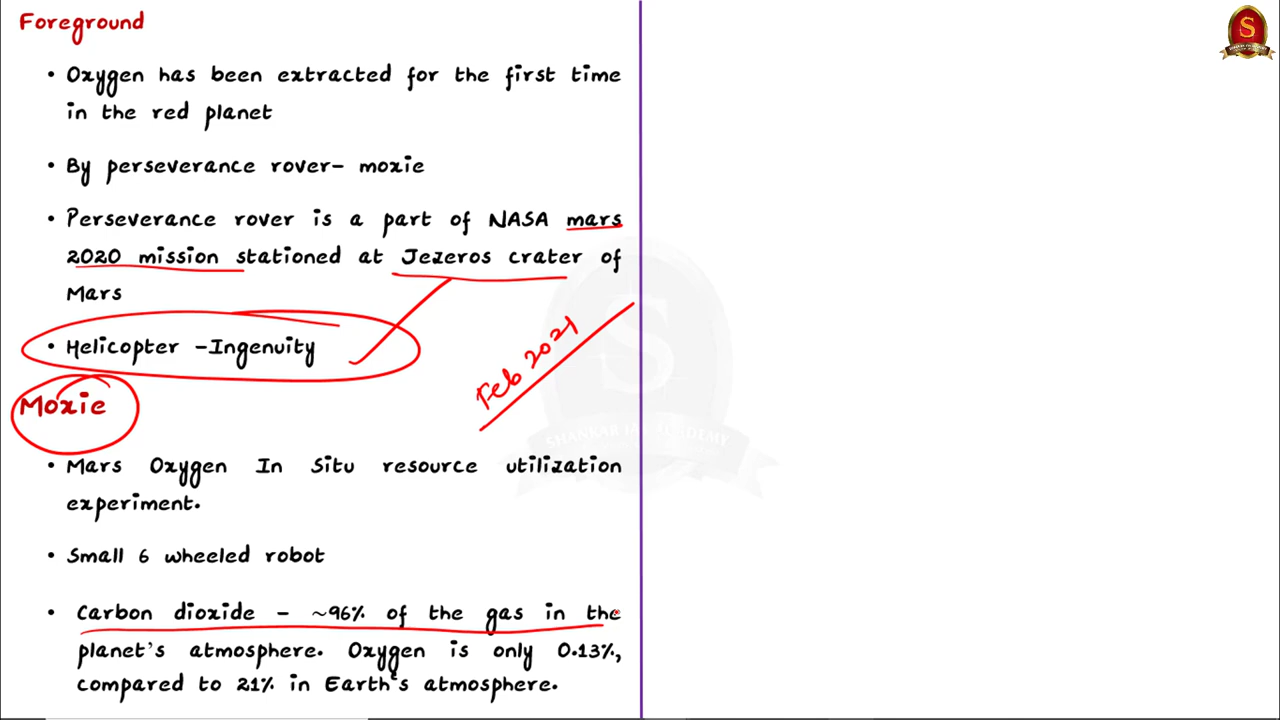 Foreground
• Oxygen has been extracted for the first time
in the red planet
• By perseverance rover- moxie
• Perseverance rover is a part of NASA mars
2020 mission stationed at Jezeros crater of
Mars
• Helicopter -Ingenuity
Feb 2021
Moxie
• Mars Oxygen In Situ resource utilization
experiment.
• Small 6 wheeled robot
• Carbon dioxide - ~96% of the gas in the
planet's atmosphere. Oxygen is only 0.13%,
compared to 21% in Earth's atmosphere.
S
SHANKAR IAS ACADEMY